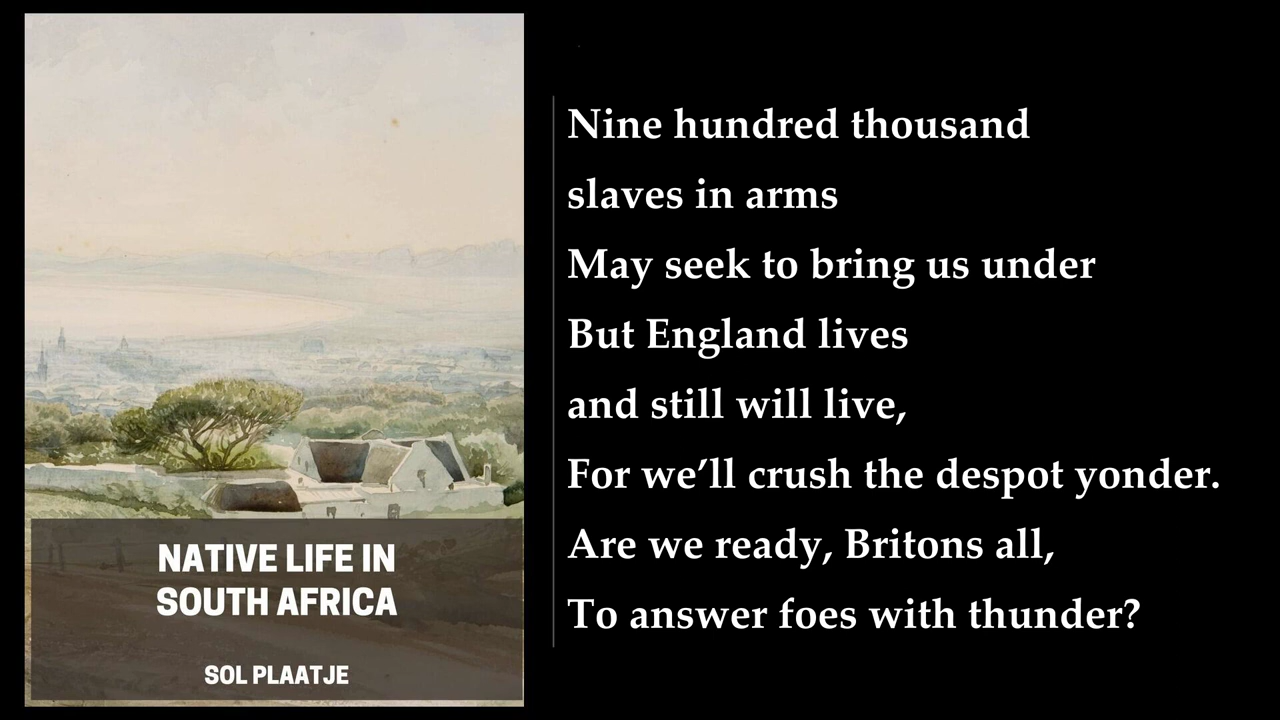 NATIVE LIFE IN
SOUTH AFRICA
SOL PLAATJE
Nine hundred thousand
slaves in arms
May seek to bring us under
But England lives
and still will live,
For we’ll crush the despot yonder.
Are we ready, Britons all,
To answer foes with thunder?